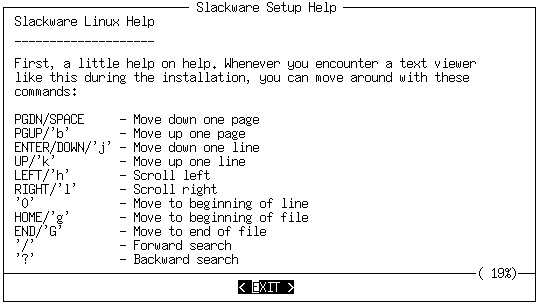 Slackware Setup Help
Slackware Linux Help
____________________
First, a little help on help. Whenever you encounter a text viewer
like this during the installation, you can move around with these
commands:
PGDN/SPACE - Move down one page
PGUP/'b' - Move up one page
ENTER/DOWN/'j' - Move down one line
UP/'k' - Move up one line
LEFT/'h' - Scroll left
RIGHT/'l' - Scroll right
'0' - Move to beginning of line
HOME/'g' - Move to beginning of file
END/'G' - Move to end of file
'/' - Forward search
'?' - Backward search
( 19%)
< EXIT >